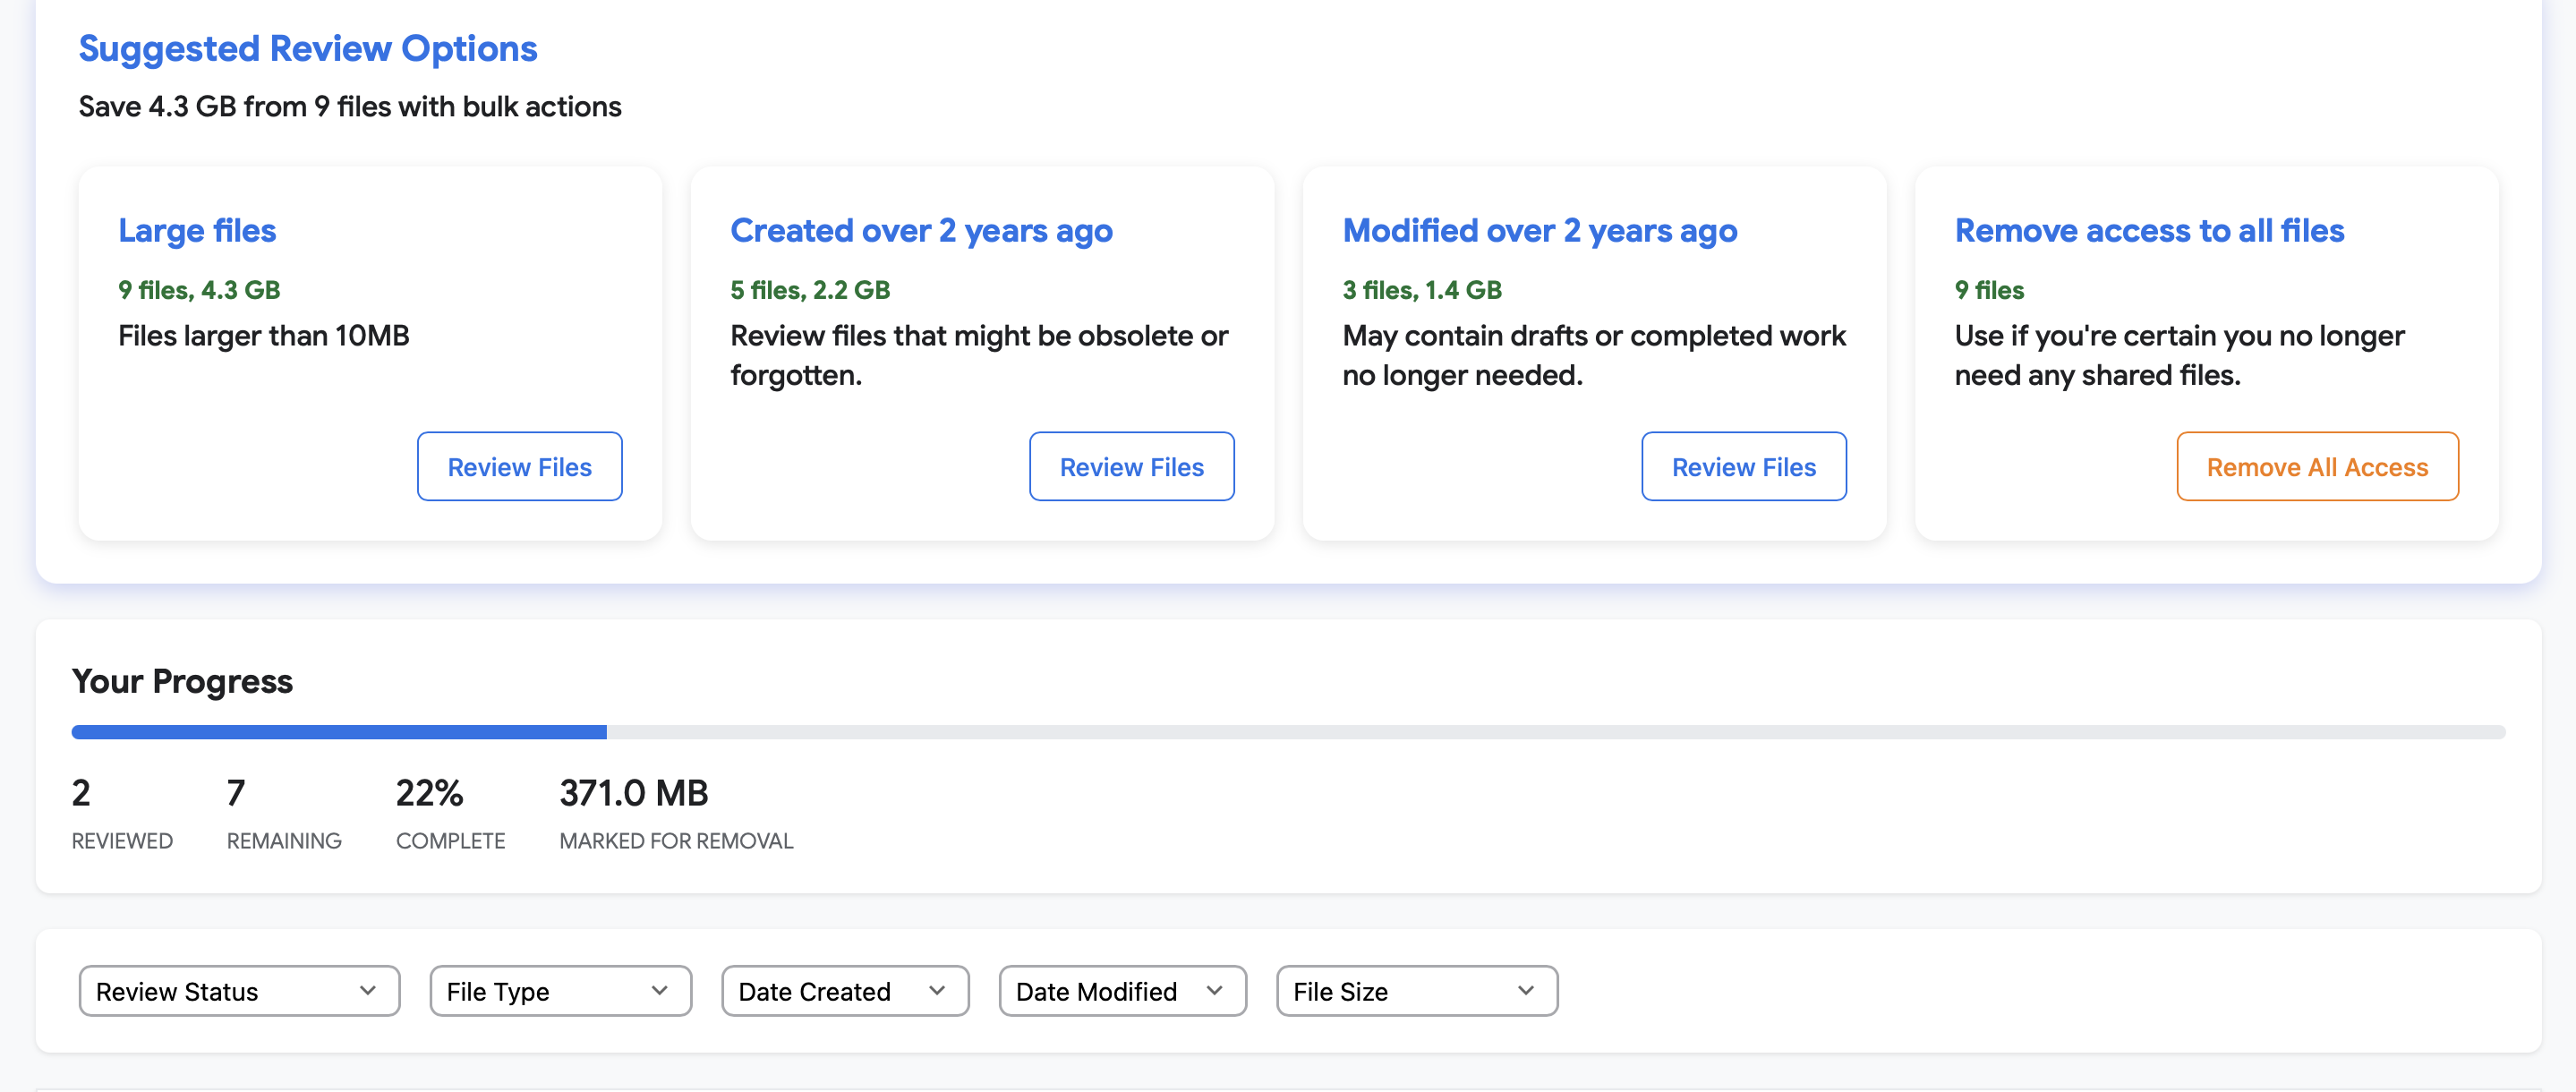 Suggested Review Options
Save 4.3 GB from 9 files with bulk actions
Large files
9 files, 4.3 GB
Files larger than 10MB
Review Files
Created over 2 years ago
5 files, 2.2 GB
Review files that might be obsolete or
forgotten.
Review Files
Modified over 2 years ago
3 files, 1.4 GB
May contain drafts or completed work
no longer needed.
Review Files
Remove access to all files
9 files
Use if you're certain you no longer
need any shared files.
Remove All Access
Your Progress
2
REVIEWED
7
REMAINING
22%
COMPLETE
371.0 MB
MARKED FOR REMOVAL
Review Status
File Type
Date Created
Date Modified
File Size